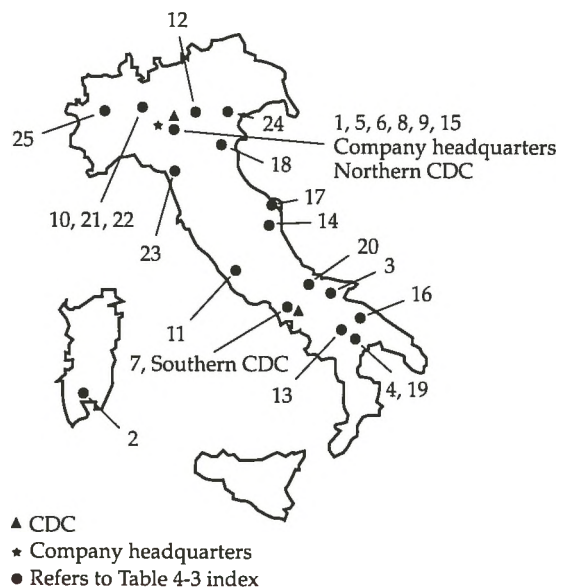 12
25
24
1, 5, 6, 8, 9, 15
Company headquarters
Northern CDC
18
10, 21, 22
17
14
23
20
3
11
16
7, Southern CDC
13
4, 19
2
▲ CDC
★ Company headquarters
● Refers to Table 4-3 index